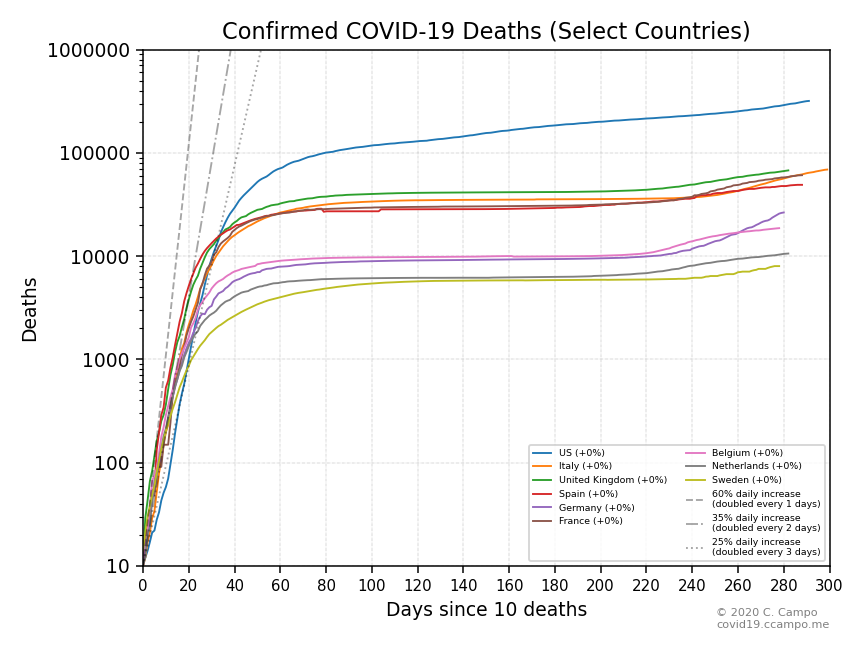 Confirmed COVID-19 Deaths (Select Countries)
1000000
100000
10000
1000
100
10
Deaths
0 20 40 60 80 100 120 140 160 180 200 220 240 260 280 300
Days since 10 deaths
US (+0%)
Italy (+0%)
United Kingdom (+0%)
Spain (+0%)
Germany (+0%)
France (+0%)
Belgium (+0%)
Netherlands (+0%)
Sweden (+0%)
60% daily increase
(doubled every 1 days)
35% daily increase
(doubled every 2 days)
25% daily increase
(doubled every 3 days)
© 2020 C. Campo
covid19.ccampo.me